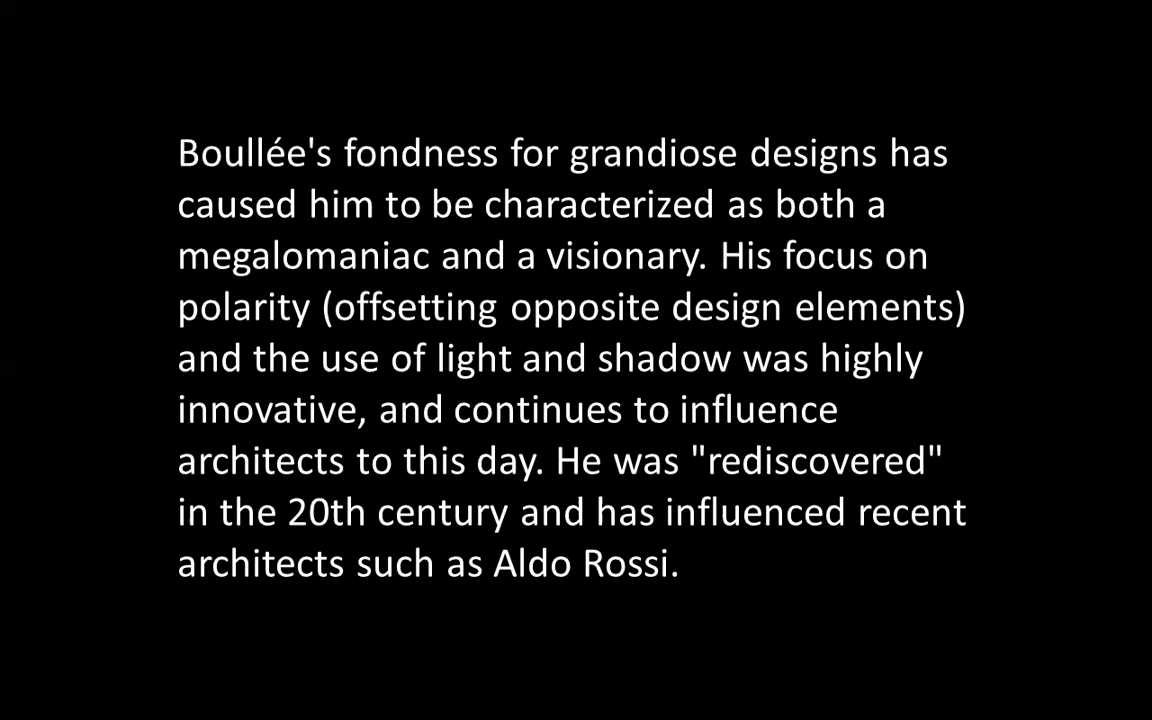 Boullée's fondness for grandiose designs has
caused him to be characterized as both a
megalomaniac and a visionary. His focus on
polarity (offsetting opposite design elements)
and the use of light and shadow was highly
innovative, and continues to influence
architects to this day. He was "rediscovered"
in the 20th century and has influenced recent
architects such as Aldo Rossi.